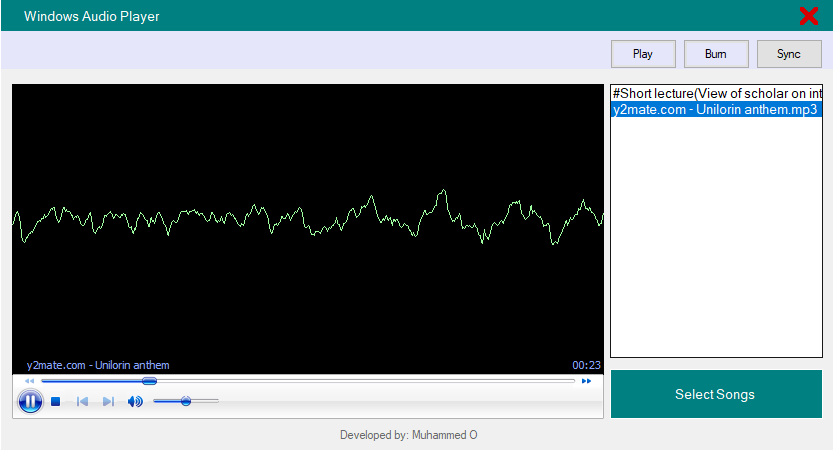 Windows Audio Player
Play
Burn
Sync
#Short lecture(View of scholar on int
y2mate.com - Unilorin anthem.mp3
y2mate.com - Unilorin anthem
00:23
Select Songs
Developed by: Muhammed O